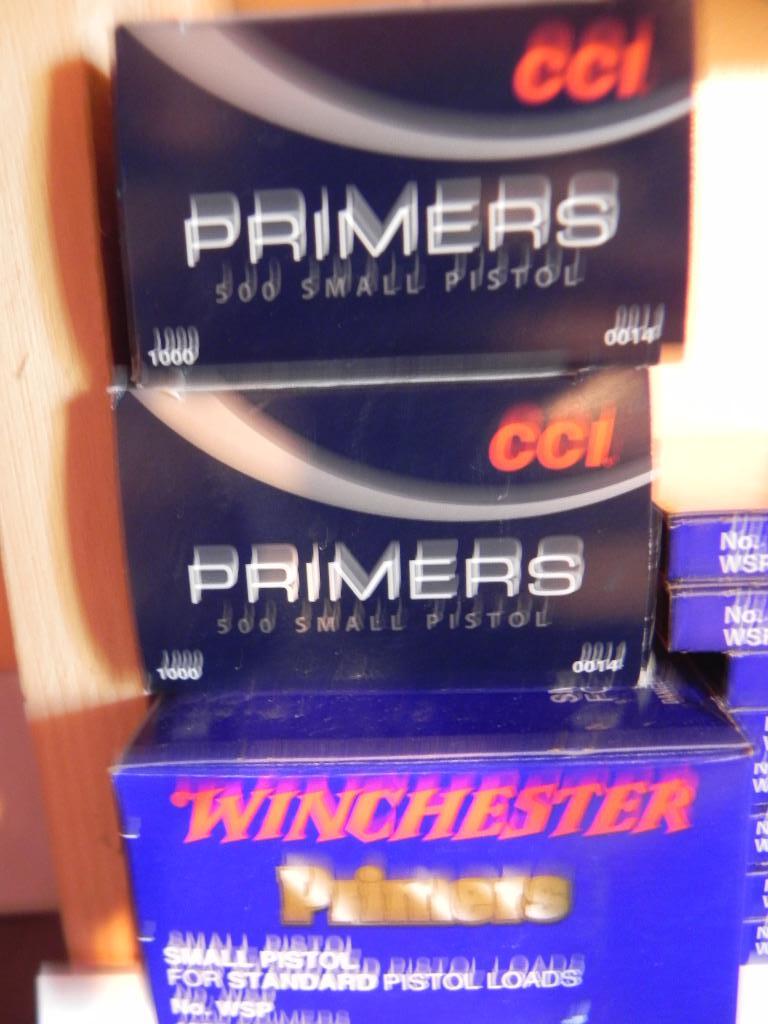 CCI
PRIMERS
500 SMALL PISTOL
1000 0014
CCI
PRIMERS
500 SMALL PISTOL
1000 0014
WINCHESTER
Primers
SMALL PISTOL
FOR STANDARD PISTOL LOADS
No. WSP
No.
WSP
No.
WSP